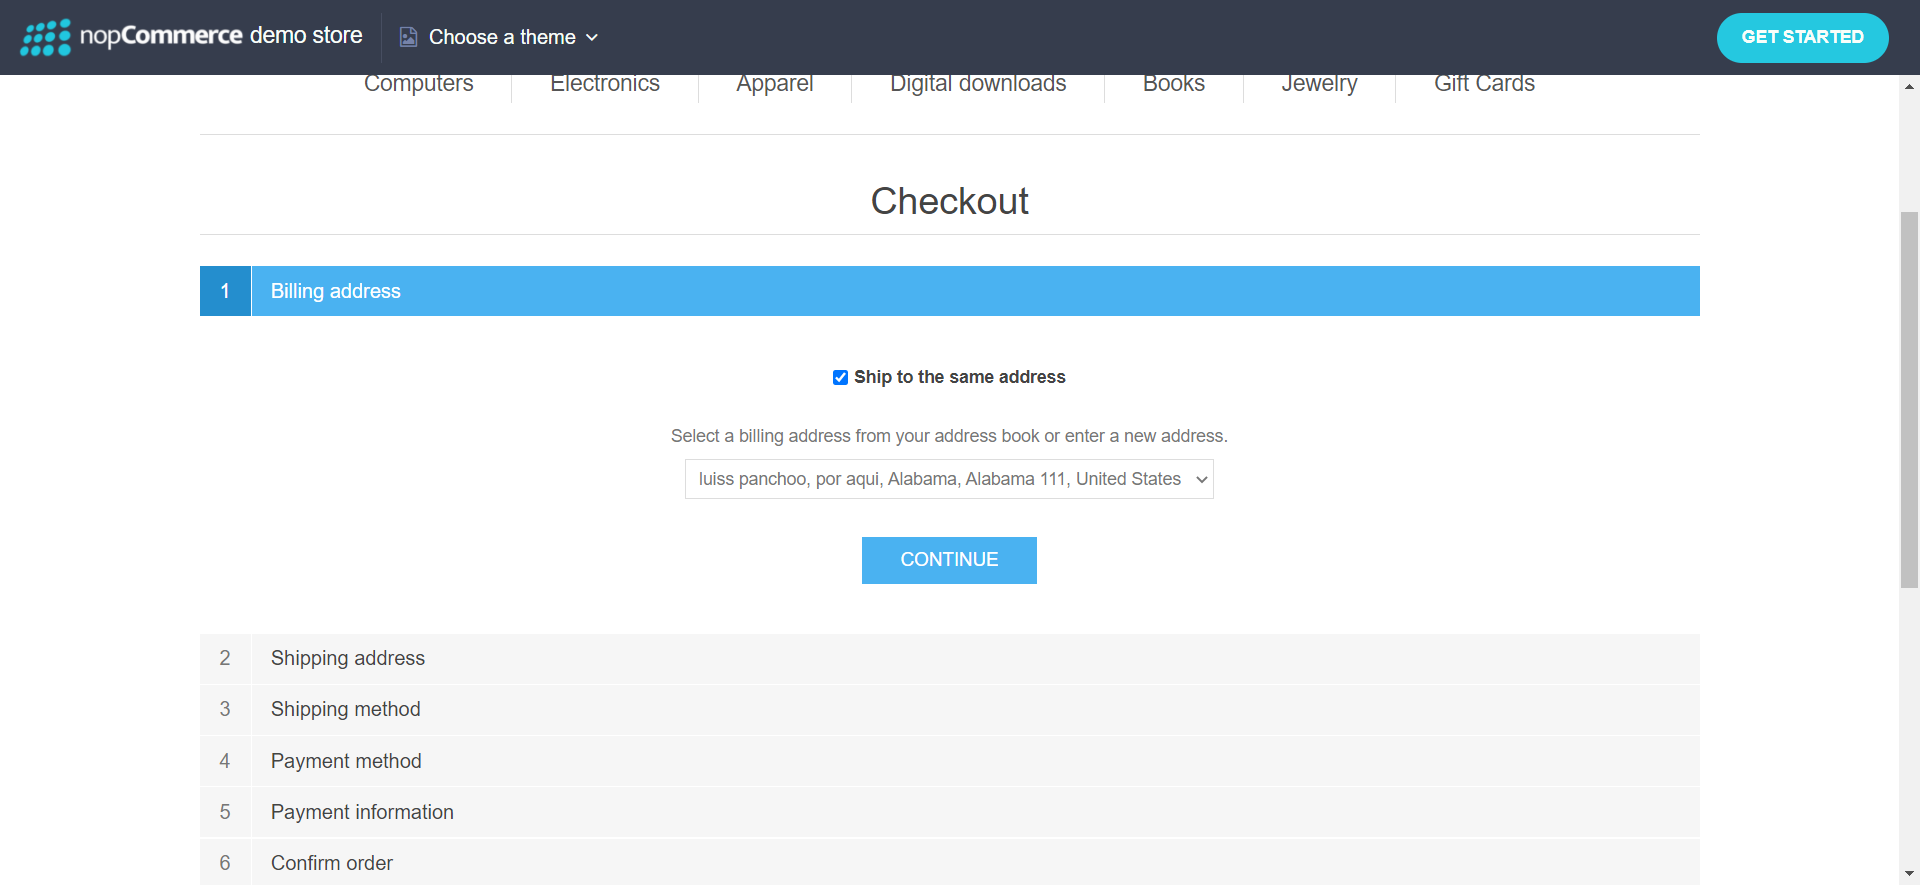 nopCommerce demo store
Choose a theme
GET STARTED
Computers Electronics Apparel Digital downloads Books Jewelry Gift Cards
Checkout
1 Billing address
Ship to the same address
Select a billing address from your address book or enter a new address.
luiss panchoo, por aqui, Alabama, Alabama 111, United States
CONTINUE
2 Shipping address
3 Shipping method
4 Payment method
5 Payment information
6 Confirm order